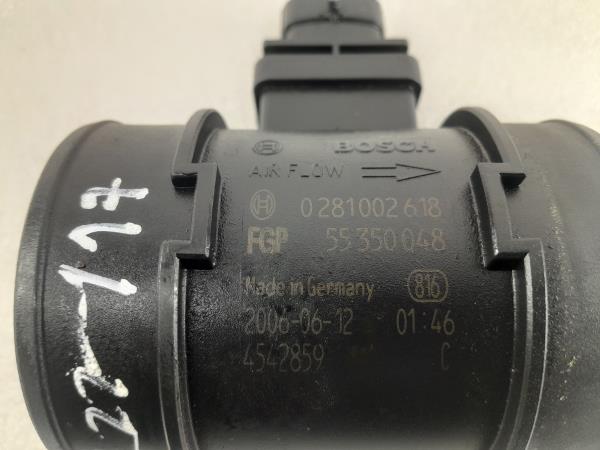 BOSCH
AIR FLOW
0 281 002 618
FGP 55 350 048
Made in Germany 816
2006-06-12 01:46
4542859 C